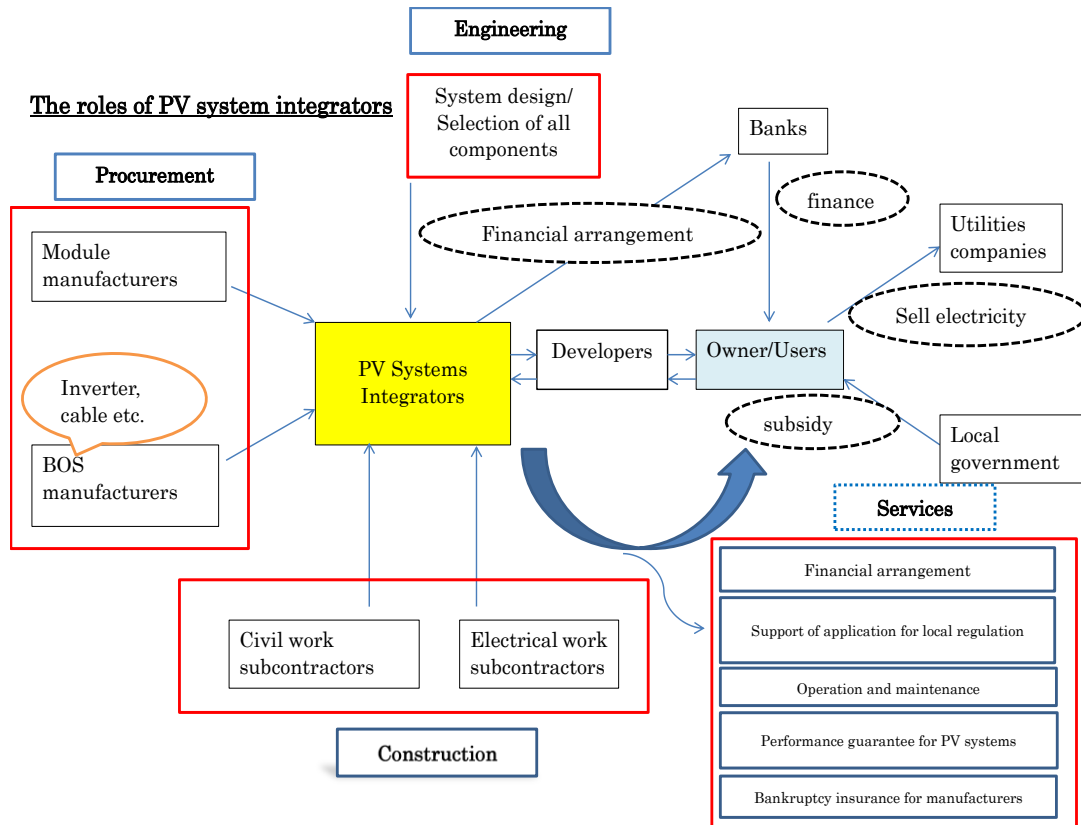 Engineering
The roles of PV system integrators
System design/
Selection of all
components
Banks
Procurement
finance
Financial arrangement
Utilities
companies
Module
manufacturers
Sell electricity
PV Systems
Integrators
Developers
Owner/Users
Inverter,
cable etc.
subsidy
Local
government
BOS
manufacturers
Services
Financial arrangement
Support of application for local regulation
Civil work
subcontractors
Electrical work
subcontractors
Operation and maintenance
Performance guarantee for PV systems
Construction
Bankruptcy insurance for manufacturers